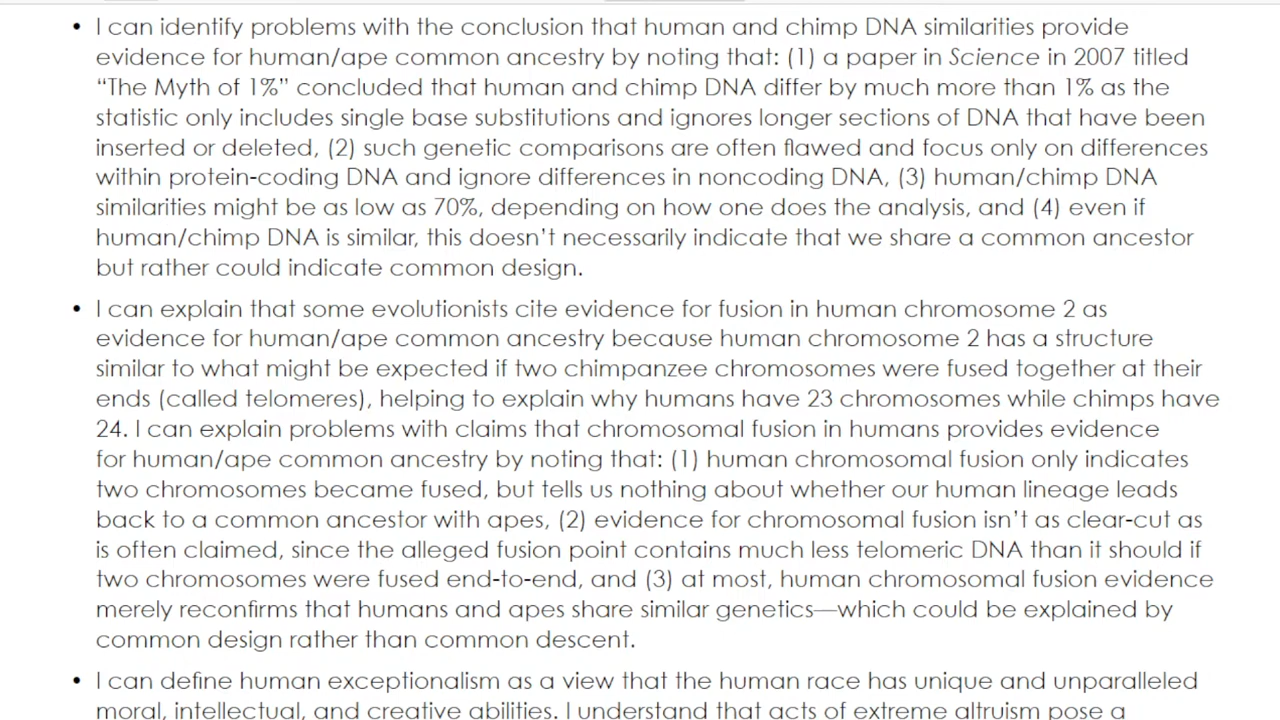 • I can identify problems with the conclusion that human and chimp DNA similarities provide
evidence for human/ape common ancestry by noting that: (1) a paper in Science in 2007 titled
“The Myth of 1%” concluded that human and chimp DNA differ by much more than 1% as the
statistic only includes single base substitutions and ignores longer sections of DNA that have been
inserted or deleted, (2) such genetic comparisons are often flawed and focus only on differences
within protein-coding DNA and ignore differences in noncoding DNA, (3) human/chimp DNA
similarities might be as low as 70%, depending on how one does the analysis, and (4) even if
human/chimp DNA is similar, this doesn’t necessarily indicate that we share a common ancestor
but rather could indicate common design.
• I can explain that some evolutionists cite evidence for fusion in human chromosome 2 as
evidence for human/ape common ancestry because human chromosome 2 has a structure
similar to what might be expected if two chimpanzee chromosomes were fused together at their
ends (called telomeres), helping to explain why humans have 23 chromosomes while chimps have
24. I can explain problems with claims that chromosomal fusion in humans provides evidence
for human/ape common ancestry by noting that: (1) human chromosomal fusion only indicates
two chromosomes became fused, but tells us nothing about whether our human lineage leads
back to a common ancestor with apes, (2) evidence for chromosomal fusion isn’t as clear-cut as
is often claimed, since the alleged fusion point contains much less telomeric DNA than it should if
two chromosomes were fused end-to-end, and (3) at most, human chromosomal fusion evidence
merely reconfirms that humans and apes share similar genetics—which could be explained by
common design rather than common descent.
• I can define human exceptionalism as a view that the human race has unique and unparalleled
moral, intellectual, and creative abilities. I understand that acts of extreme altruism pose a